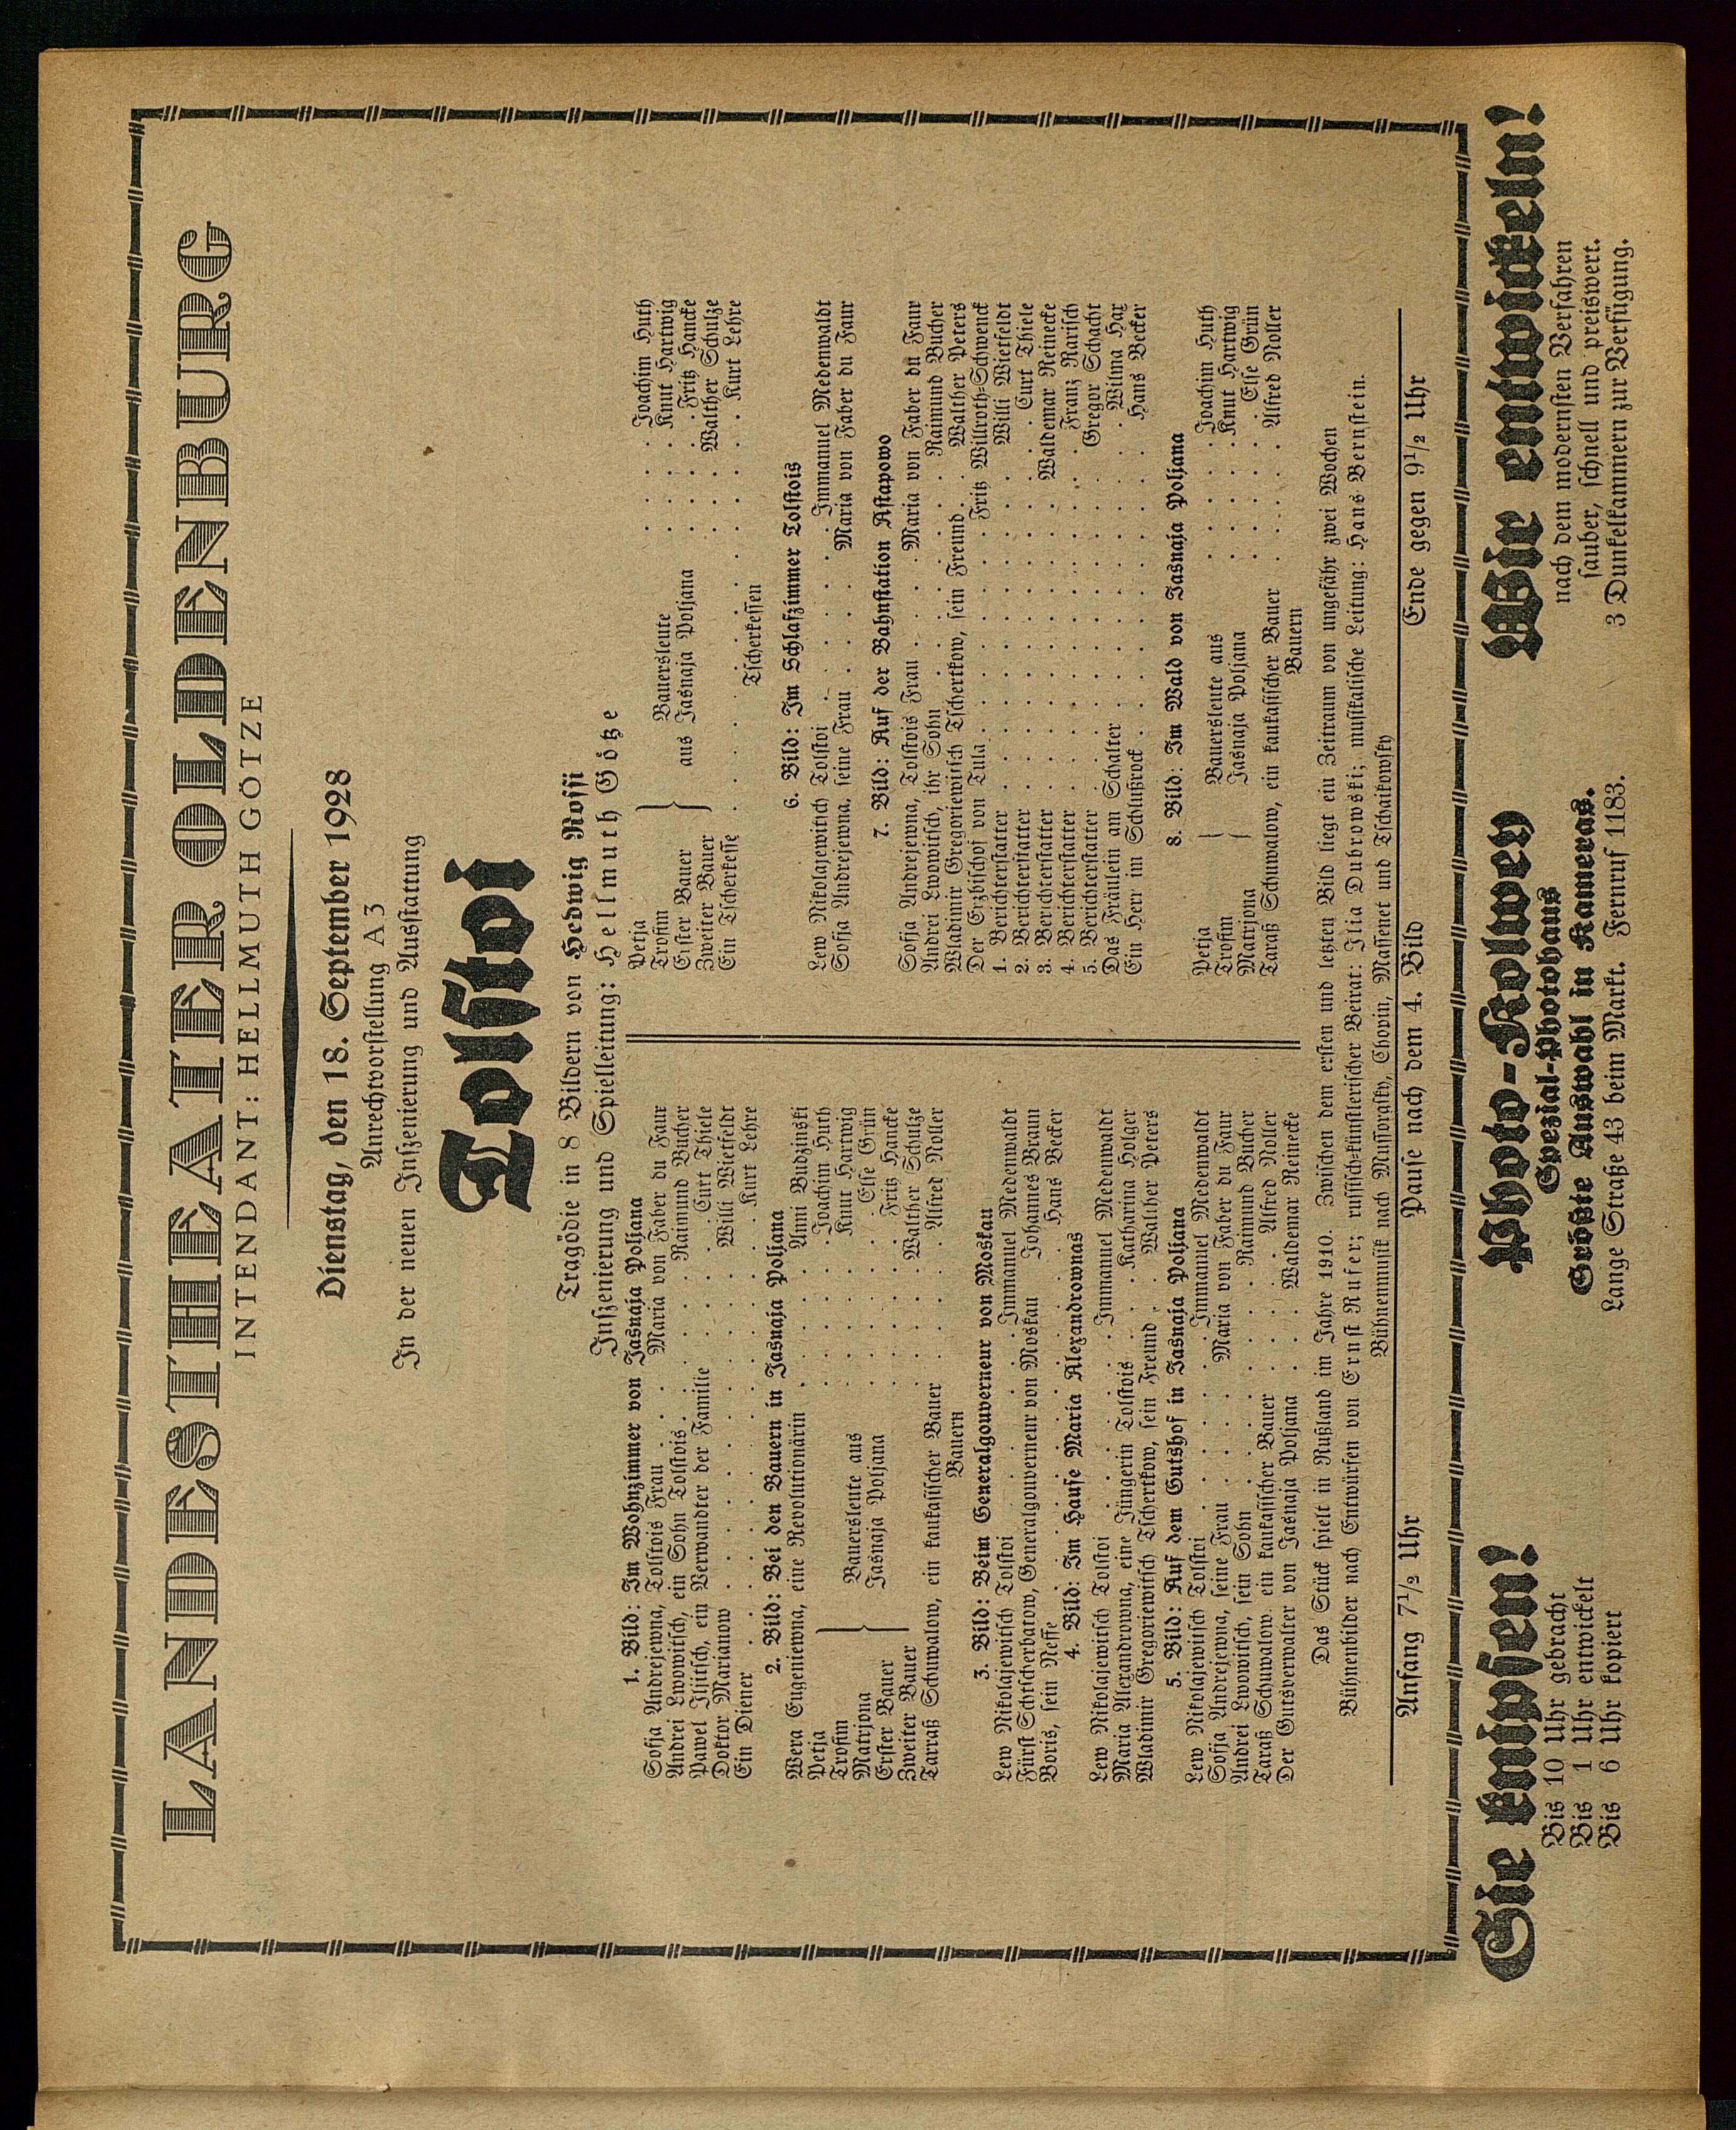 LANDESTHEATER OLDENBURG
INTENDANT: HELLMUTH GÖTZE
Dienstag, den 18. September 1928
Anrechtvorstellung A 3
In der neuen Inszenierung und Ausstattung
Tolstoi
Tragödie in 8 Bildern von Hedwig Rossi
Inszenierung und Spielleitung: Hellmuth Götze
1. Bild: Im Wohnzimmer von Jasnaja Poljana
Sofja Andrejewna, Tolstois Frau . . . Maria von Faber du Faur
Andrei Lwowitsch, ein Sohn Tolstois . . . Raimund Bucher
Pawel Iljitsch, ein Verwandter der Familie . . . Curt Thiele
Doktor Marianow . . . Willi Wietfeldt
Ein Diener . . . Kurt Lehre
2. Bild: Bei den Bauern in Jasnaja Poljana
Wera Eugeniewna, eine Revolutionärin . . . Anni Budzinski
Petja . . . Joachim Huth
Trofim . . . Knut Hartwig
Matrjona } Bauersleute aus . . . Else Grün
Erster Bauer } Jasnaja Poljana . . . Fritz Hancke
Zweiter Bauer . . . Walther Schulze
Tarraß Schuwalow, ein kaukasischer Bauer . . . Alfred Noller
Bauern
3. Bild: Beim Generalgouverneur von Moskau
Lew Nikolajewitsch Tolstoi . . . Immanuel Medenwaldt
Fürst Schtscherbatow, Generalgouverneur von Moskau Johannes Braun
Boris, sein Neffe . . . Hans Becker
4. Bild: Im Hause Maria Alexandrownas
Lew Nikolajewitsch Tolstoi . . . Immanuel Medenwaldt
Maria Alexandrowna, eine Jüngerin Tolstois . . . Katharina Holger
Wladimir Gregoriewitsch Tschertkow, sein Freund . . . Walther Peters
5. Bild: Auf dem Gutshof in Jasnaja Poljana
Lew Nikolajewitsch Tolstoi . . . Immanuel Medenwaldt
Sofja Andrejewna, seine Frau . . . Maria von Faber du Faur
Andrei Lwowitsch, sein Sohn . . . Raimund Bucher
Taraß Schuwalow, ein kaukasischer Bauer . . . Alfred Noller
Der Gutsverwalter von Jasnaja Poljana . . . Waldemar Reinecke
Petja . . . Joachim Huth
Trofim } Bauersleute . . . Knut Hartwig
Erster Bauer } aus Jasnaja Poljana . . . Fritz Hancke
Zweiter Bauer . . . Walther Schulze
Ein Tscherkesse . . . Kurt Lehre
Tscherkessen
6. Bild: Im Schlafzimmer Tolstois
Lew Nikolajewitsch Tolstoi . . . Immanuel Medenwaldt
Sofja Andrejewna, seine Frau . . . Maria von Faber du Faur
7. Bild: Auf der Bahnstation Astapowo
Sofja Andrejewna, Tolstois Frau . . . Maria von Faber du Faur
Andrei Lwowitsch, ihr Sohn . . . Raimund Bucher
Wladimir Gregoriewitsch Tschertkow, sein Freund . . . Walther Peters
Der Erzbischof von Tula . . . Fritz Willroth-Schwenck
1. Berichterstatter . . . Willi Wietfeldt
2. Berichterstatter . . . Curt Thiele
3. Berichterstatter . . . Waldemar Reinecke
4. Berichterstatter . . . Franz Rarisch
5. Berichterstatter . . . Gregor Schacht
Das Fräulein am Schalter . . . Wilma Hax
Ein Herr im Schlußrock . . . Hans Becker
8. Bild: Im Wald von Jasnaja Poljana
Petja . . . Joachim Huth
Trofim } Bauersleute aus . . . Knut Hartwig
Matrjona } Jasnaja Poljana . . . Else Grün
Taraß Schuwalow, ein kaukasischer Bauer . . . Alfred Noller
Bauern
Das Stück spielt in Rußland im Jahre 1910. Zwischen dem ersten und letzten Bild liegt ein Zeitraum von ungefähr zwei Wochen
Bühnenbilder nach Entwürfen von Ernst Rufer; russisch-künstlerischer Beirat: Ilia Dubrowski; musikalische Leitung: Hans Bernstein.
Bühnenmusik nach Mussorgsky, Chopin, Massenet und Tschaikowsky
Anfang 7½ Uhr Pause nach dem 4. Bild Ende gegen 9½ Uhr
Sie knipsen!
Bis 10 Uhr gebracht
Bis 1 Uhr entwickelt
Bis 6 Uhr kopiert
Photo-Kolwey
Spezial-Photohaus
Größte Auswahl in Kameras.
Lange Straße 43 beim Markt. Fernruf 1183.
Wir entwickeln!
nach dem modernsten Verfahren
sauber, schnell und preiswert.
3 Dunkelkammern zur Verfügung.